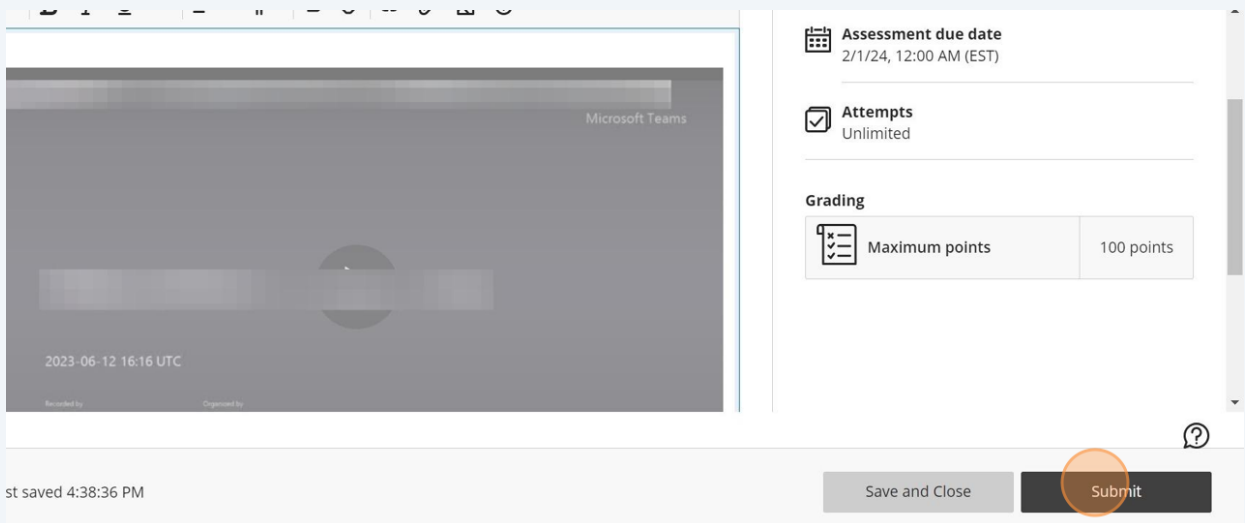 Assessment due date
2/1/24, 12:00 AM (EST)
Microsoft Teams
Attempts
Unlimited
Grading
Maximum points
100 points
2023-06-12 16:16 UTC
Recorded by
Organized by
st saved 4:38:36 PM
Save and Close
Submit